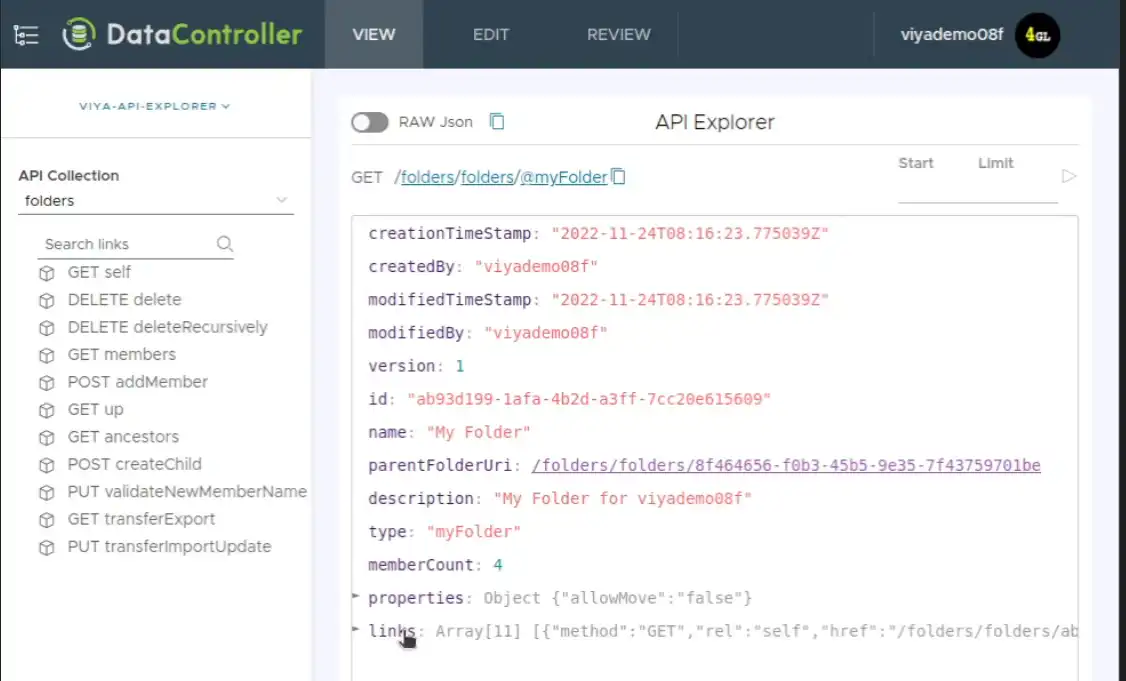 DataController
VIEW
EDIT
REVIEW
viyademo08f
4GL
VIYA-API-EXPLORER
API Collection
folders
Search links
GET self
DELETE delete
DELETE deleteRecursively
GET members
POST addMember
GET up
GET ancestors
POST createChild
PUT validateNewMemberName
GET transferExport
PUT transferImportUpdate
RAW Json
API Explorer
GET /folders/folders/@myFolder
Start
Limit
creationTimeStamp: "2022-11-24T08:16:23.775039Z"
createdBy: "viyademo08f"
modifiedTimeStamp: "2022-11-24T08:16:23.775039Z"
modifiedBy: "viyademo08f"
version: 1
id: "ab93d199-1afa-4b2d-a3ff-7cc20e615609"
name: "My Folder"
parentFolderUri: /folders/folders/8f464656-f0b3-45b5-9e35-7f43759701be
description: "My Folder for viyademo08f"
type: "myFolder"
memberCount: 4
properties: Object {"allowMove":"false"}
links: Array[11] [{"method":"GET","rel":"self","href":"/folders/folders/ab